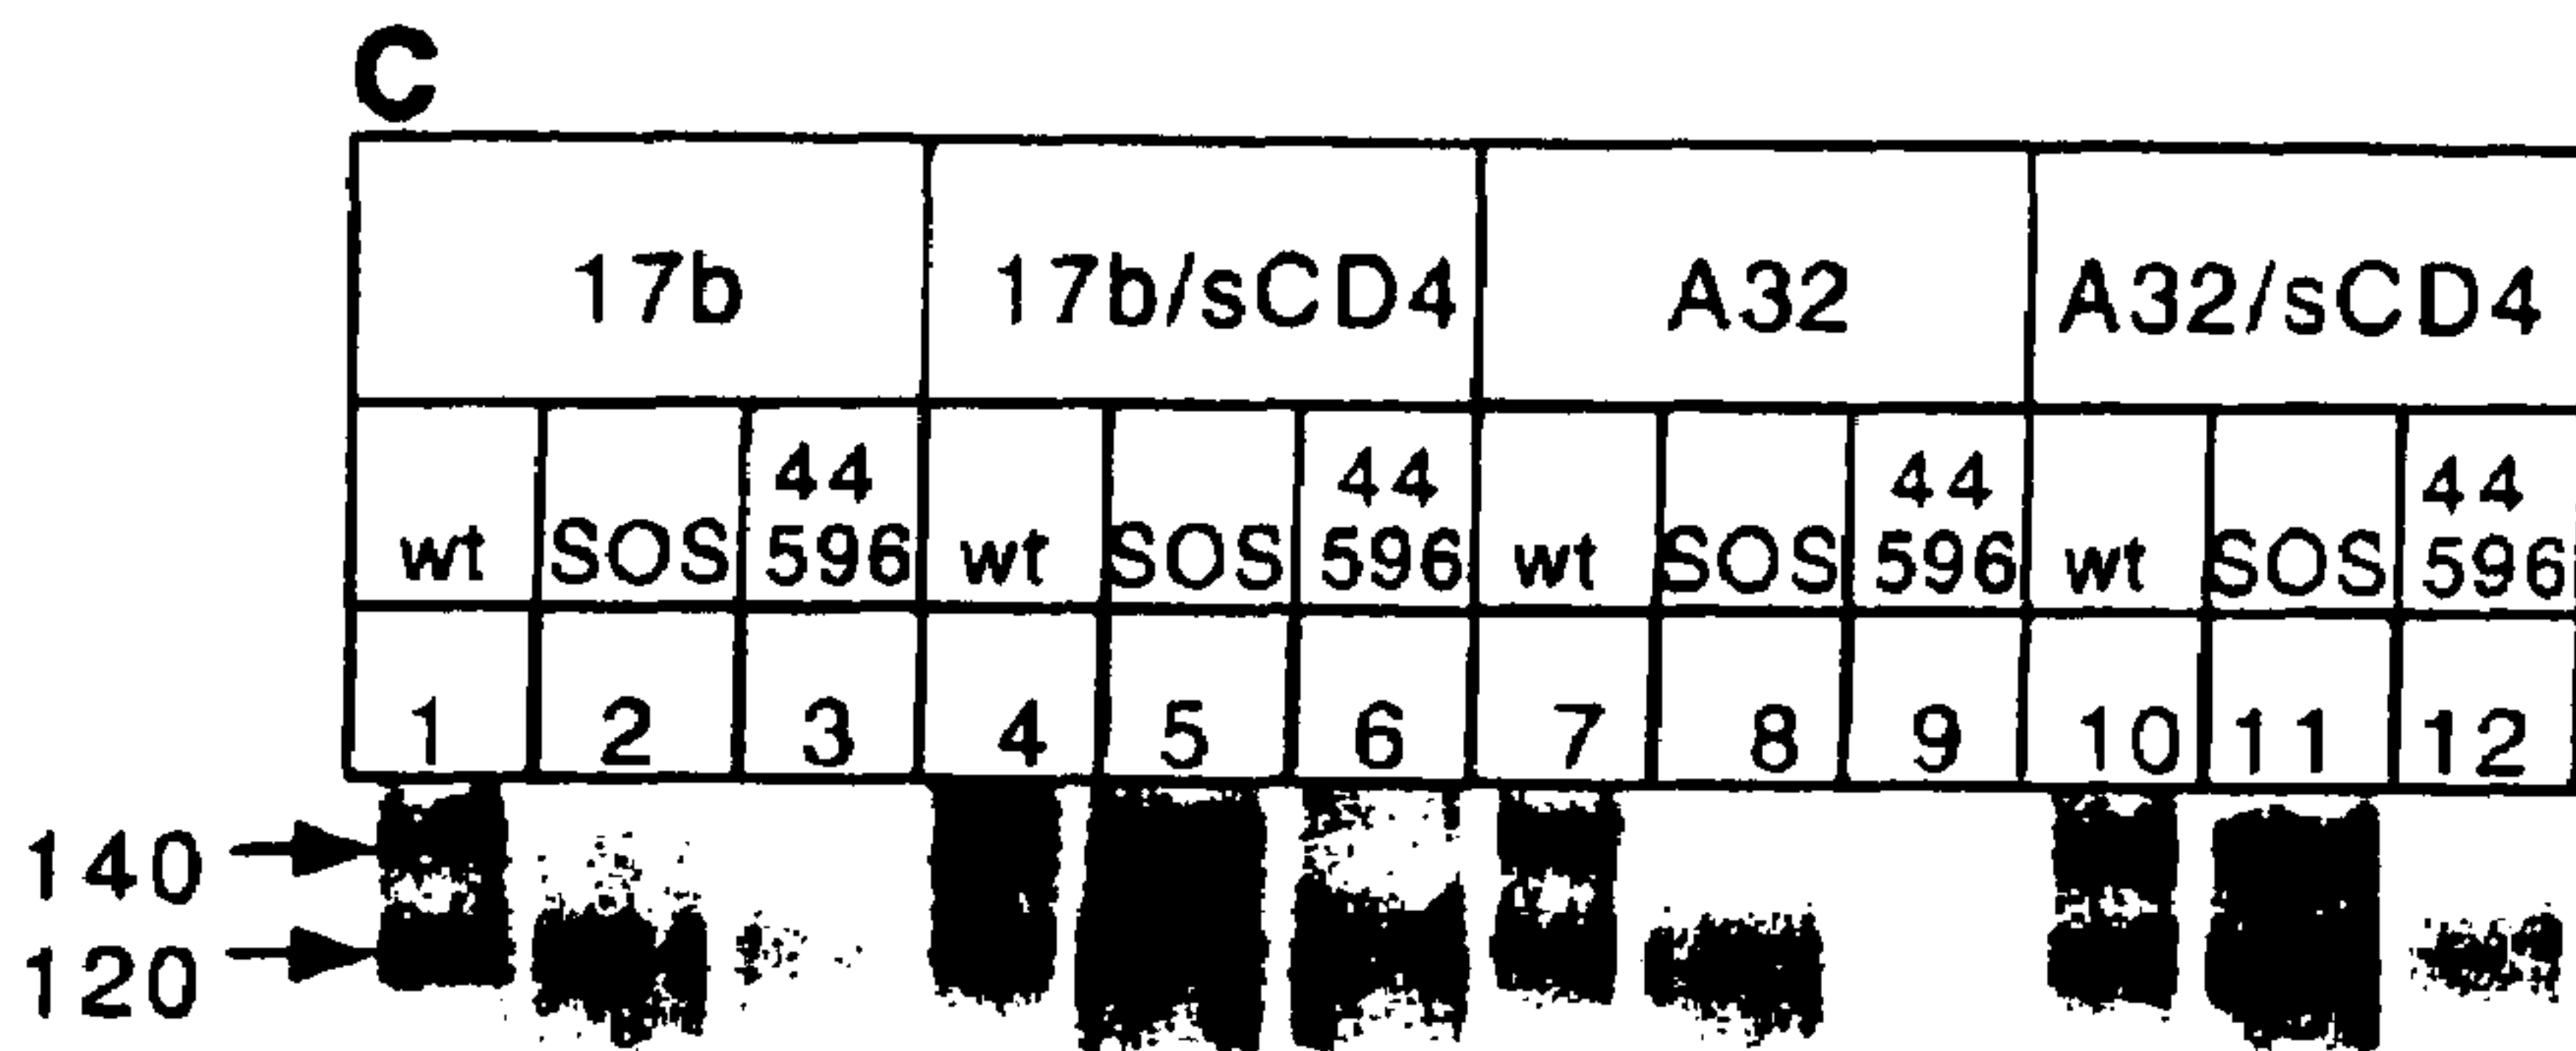 C
17b 17b/sCD4 A32 A32/sCD4
44 44 44 44
wt SOS 596 wt SOS 596 wt SOS 596 wt SOS 596
1 2 3 4 5 6 7 8 9 10 11 12
140
120